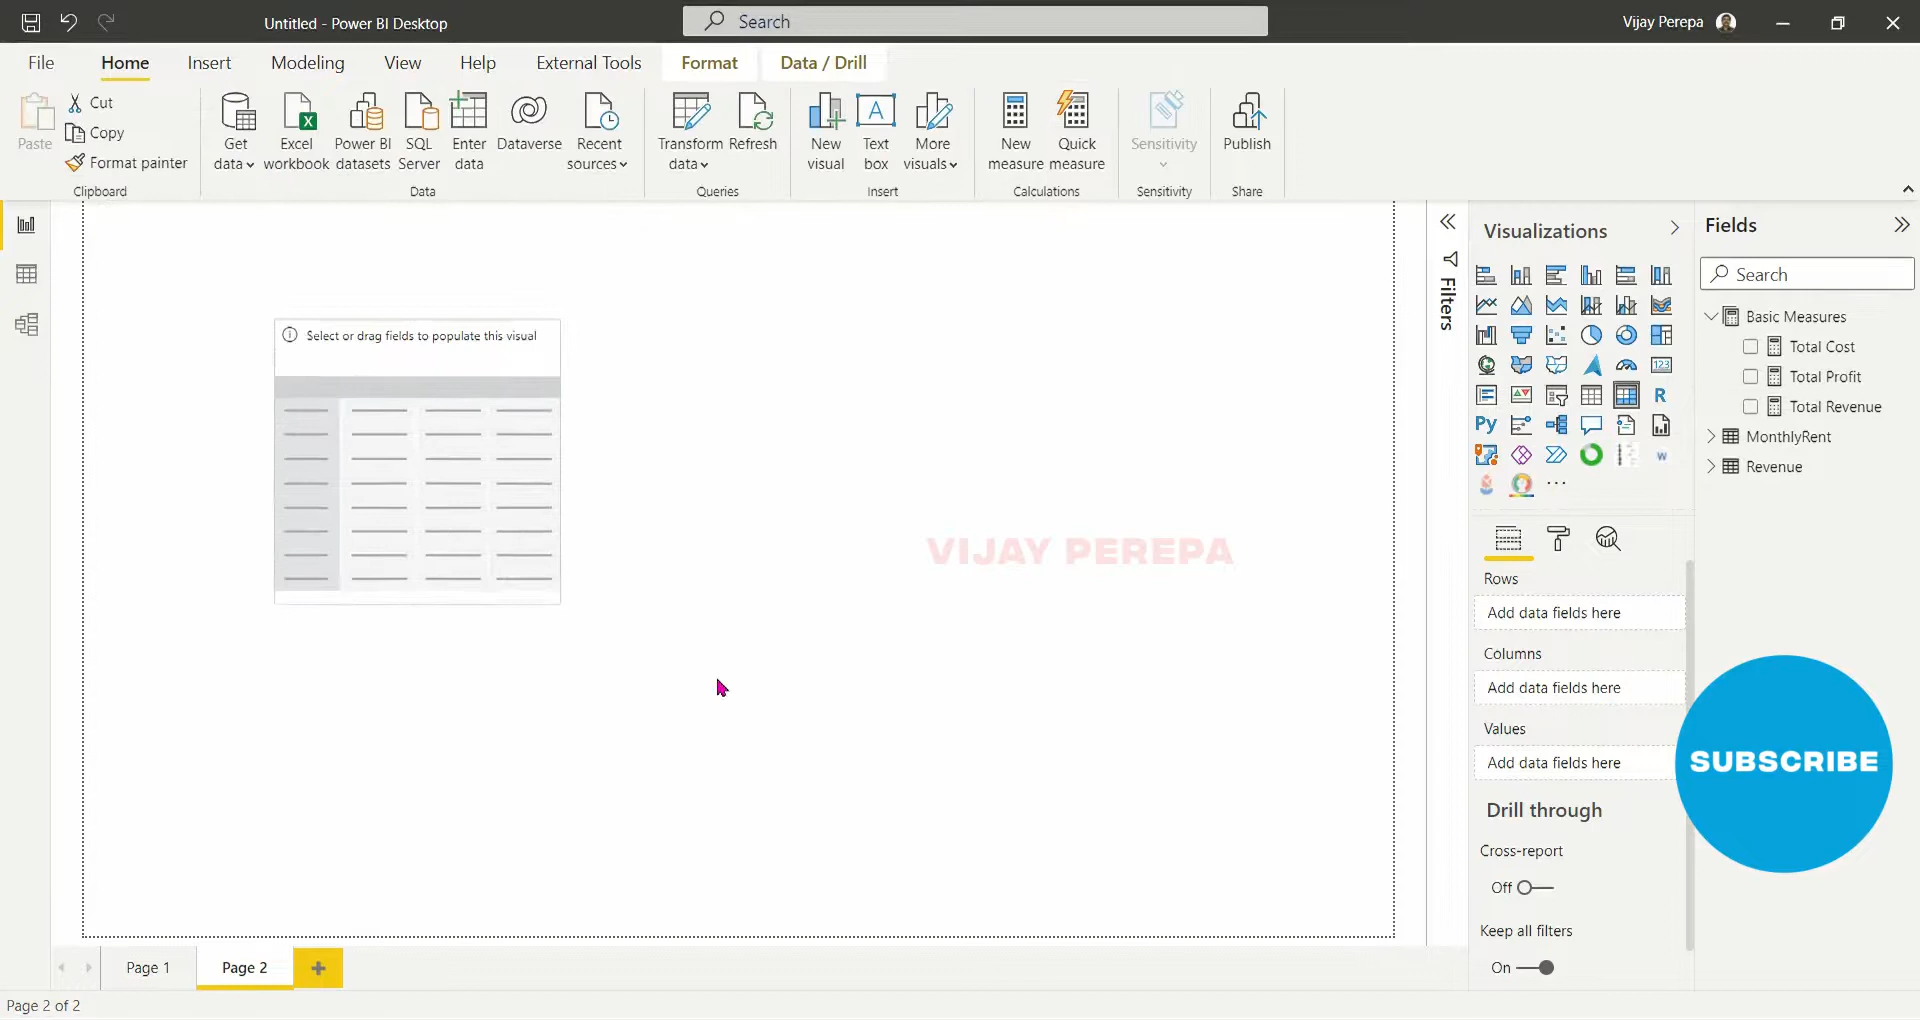 Untitled - Power BI Desktop
Search
Vijay Perepa
File
Home
Insert
Modeling
View
Help
External Tools
Format
Data / Drill
Paste
Cut
Copy
Format painter
Clipboard
Get
data
Excel
workbook
Power BI
datasets
SQL
Server
Enter
data
Dataverse
Recent
sources
Data
Transform
data
Refresh
Queries
New
visual
Text
box
More
visuals
Insert
New
measure
Quick
measure
Calculations
Sensitivity
Sensitivity
Publish
Share
Select or drag fields to populate this visual
VIJAY PEREPA
Filters
Visualizations
123
R
Py
Rows
Add data fields here
Columns
Add data fields here
Values
Add data fields here
Drill through
Cross-report
Off
Keep all filters
On
Fields
Search
Basic Measures
Total Cost
Total Profit
Total Revenue
MonthlyRent
Revenue
SUBSCRIBE
Page 1
Page 2
Page 2 of 2